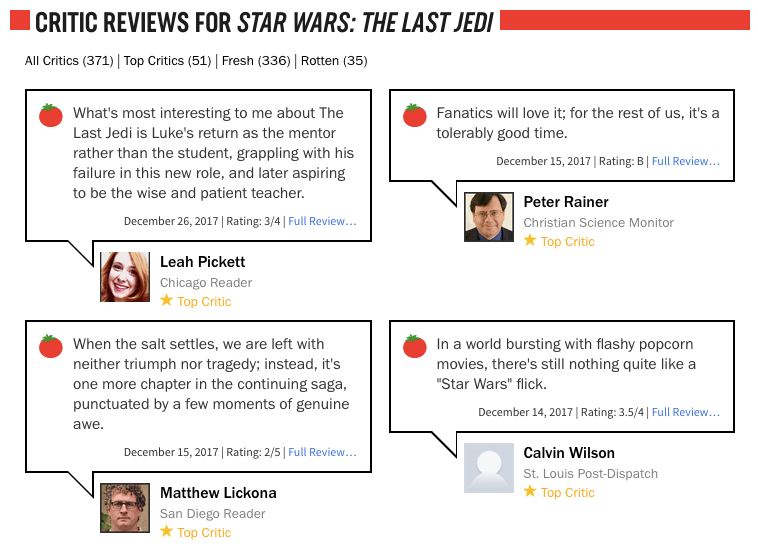 CRITIC REVIEWS FOR STAR WARS: THE LAST JEDI
All Critics (371) | Top Critics (51) | Fresh (336) | Rotten (35)
What's most interesting to me about The
Last Jedi is Luke's return as the mentor
rather than the student, grappling with his
failure in this new role, and later aspiring
to be the wise and patient teacher.
December 26, 2017 | Rating: 3/4 | Full Review…
Leah Pickett
Chicago Reader
Top Critic
Fanatics will love it; for the rest of us, it's a
tolerably good time.
December 15, 2017 | Rating: B | Full Review…
Peter Rainer
Christian Science Monitor
Top Critic
When the salt settles, we are left with
neither triumph nor tragedy; instead, it's
one more chapter in the continuing saga,
punctuated by a few moments of genuine
awe.
December 15, 2017 | Rating: 2/5 | Full Review…
Matthew Lickona
San Diego Reader
Top Critic
In a world bursting with flashy popcorn
movies, there's still nothing quite like a
"Star Wars" flick.
December 14, 2017 | Rating: 3.5/4 | Full Review…
Calvin Wilson
St. Louis Post-Dispatch
Top Critic